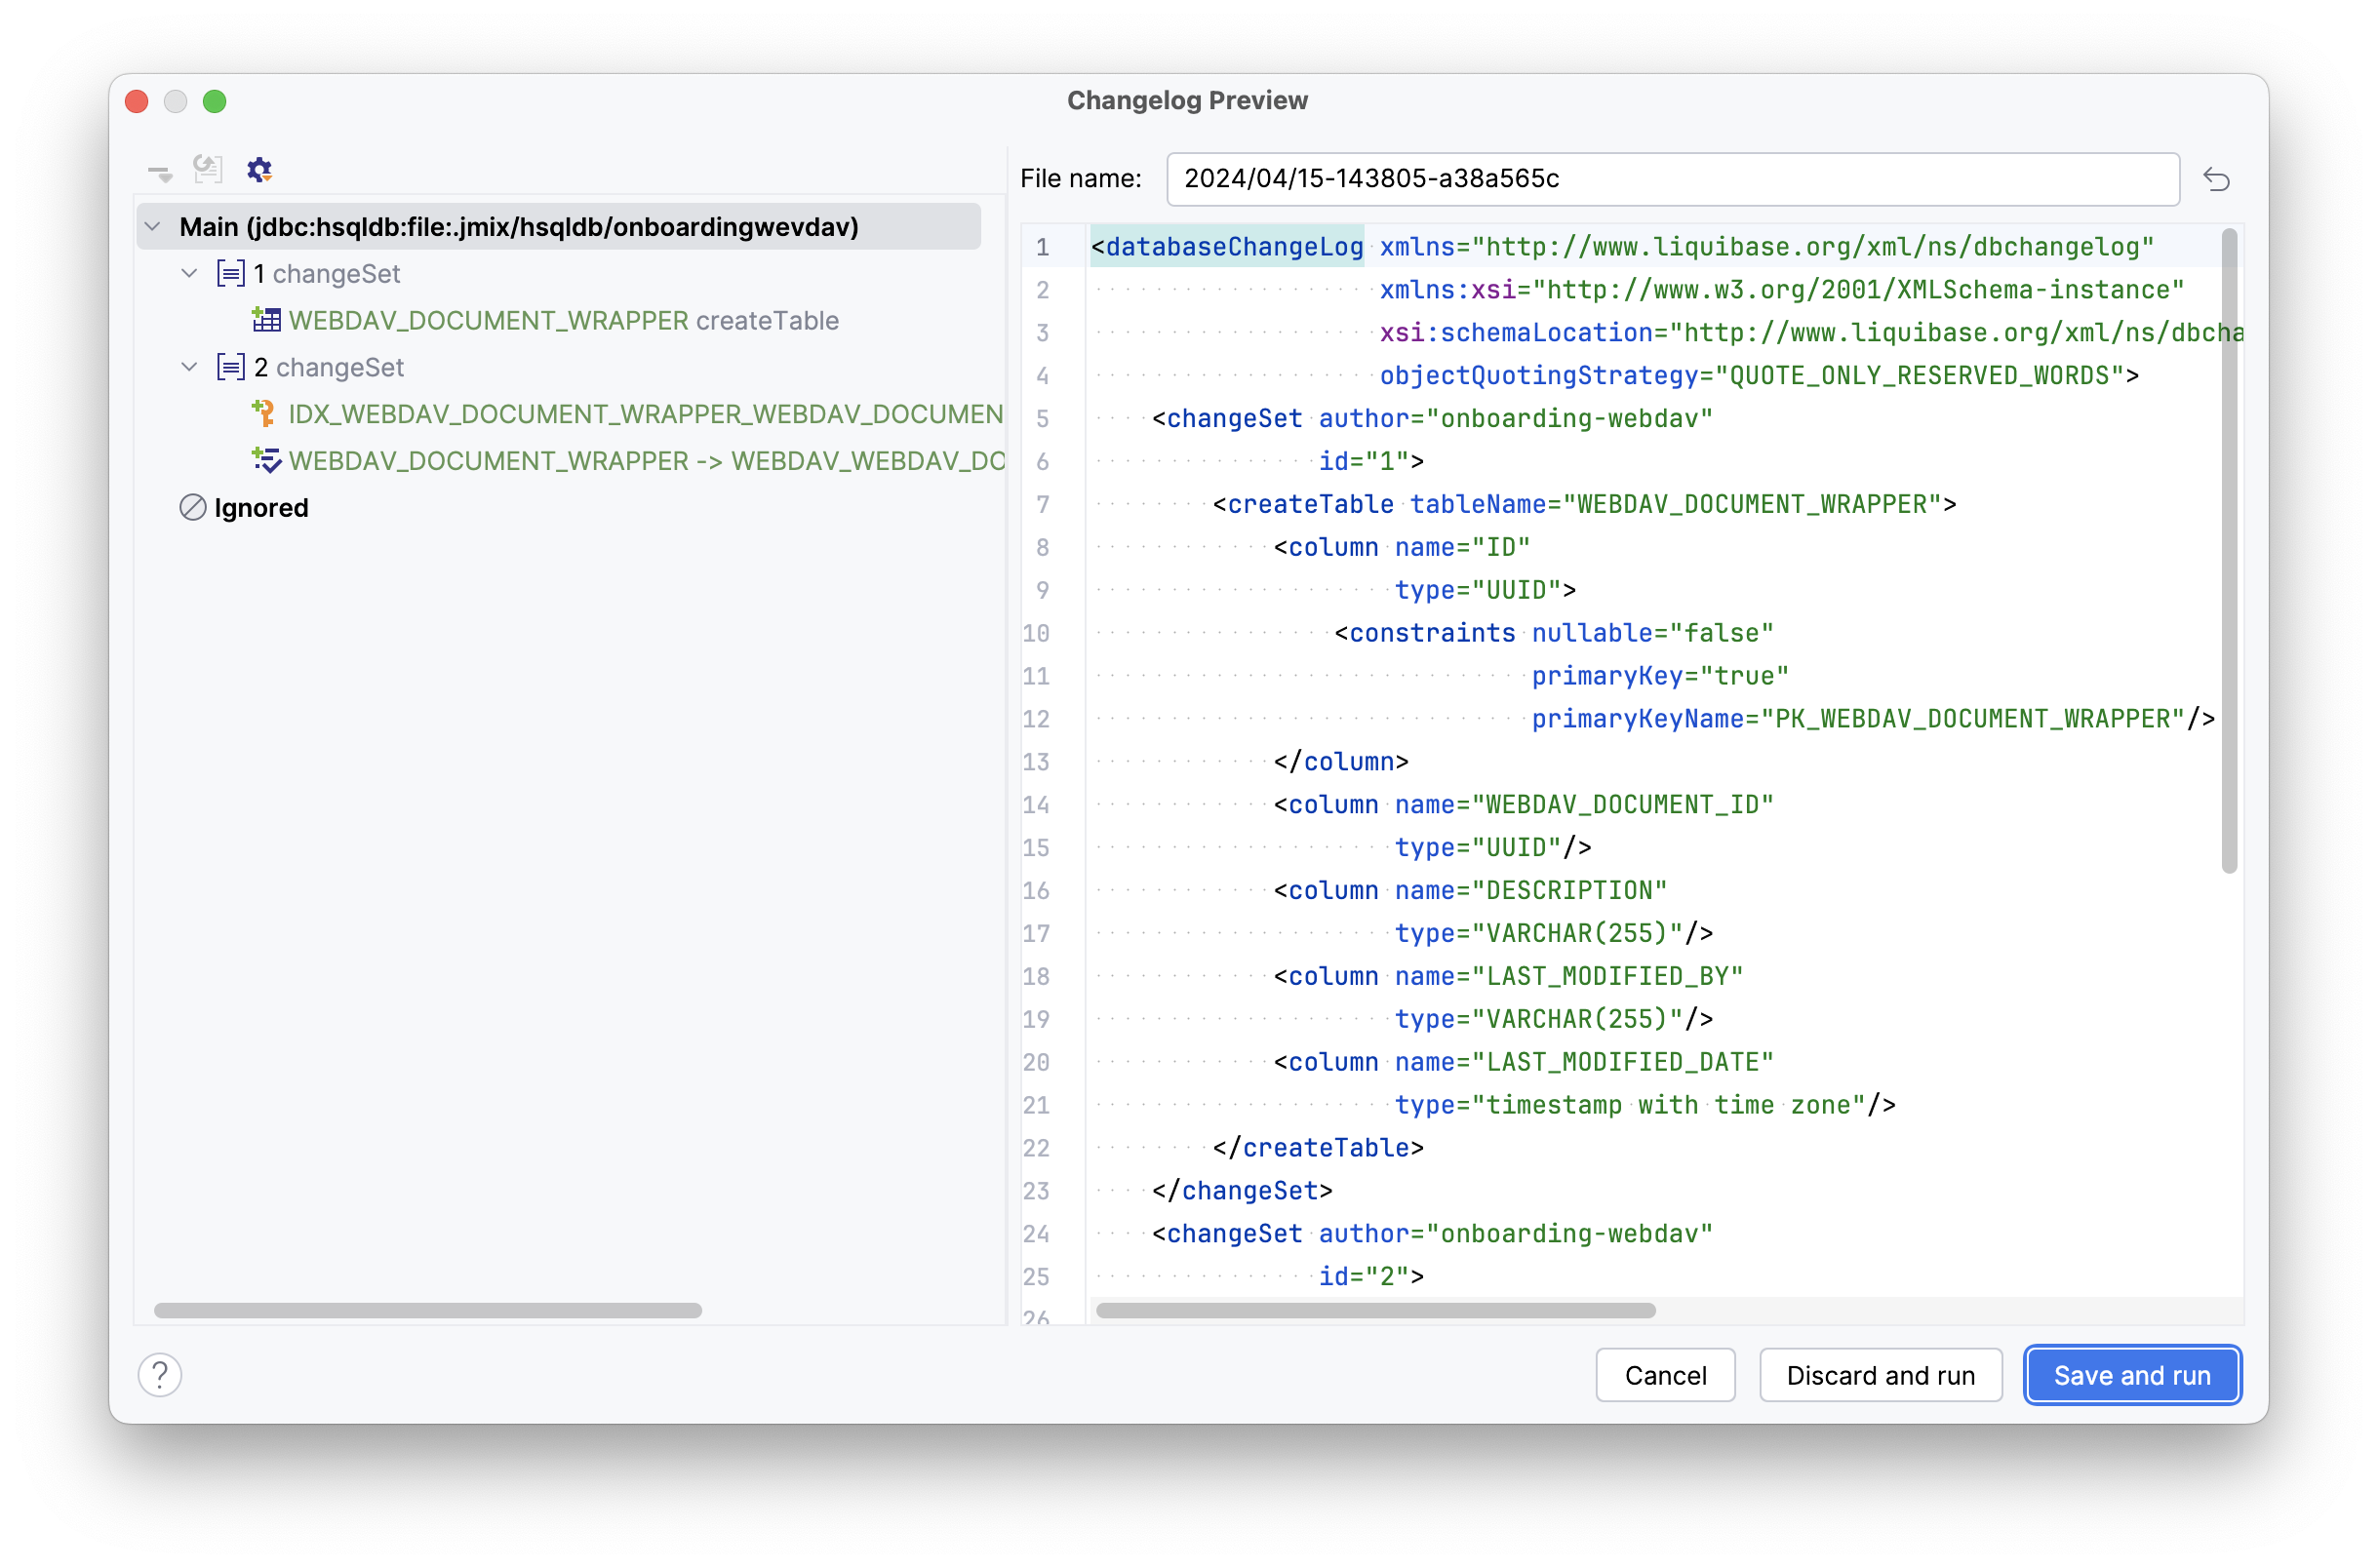 Changelog Preview
File name: 2024/04/15-143805-a38a565c
Main (jdbc:hsqldb:file:.jmix/hsqldb/onboardingwevdav)
1 changeSet
WEBDAV_DOCUMENT_WRAPPER createTable
2 changeSet
IDX_WEBDAV_DOCUMENT_WRAPPER_WEBDAV_DOCUMEN
WEBDAV_DOCUMENT_WRAPPER -> WEBDAV_WEBDAV_DO
Ignored
1 <databaseChangeLog xmlns="http://www.liquibase.org/xml/ns/dbchangelog"
2 xmlns:xsi="http://www.w3.org/2001/XMLSchema-instance"
3 xsi:schemaLocation="http://www.liquibase.org/xml/ns/dbcha
4 objectQuotingStrategy="QUOTE_ONLY_RESERVED_WORDS">
5 <changeSet author="onboarding-webdav"
6 id="1">
7 <createTable tableName="WEBDAV_DOCUMENT_WRAPPER">
8 <column name="ID"
9 type="UUID">
10 <constraints nullable="false"
11 primaryKey="true"
12 primaryKeyName="PK_WEBDAV_DOCUMENT_WRAPPER"/>
13 </column>
14 <column name="WEBDAV_DOCUMENT_ID"
15 type="UUID"/>
16 <column name="DESCRIPTION"
17 type="VARCHAR(255)"/>
18 <column name="LAST_MODIFIED_BY"
19 type="VARCHAR(255)"/>
20 <column name="LAST_MODIFIED_DATE"
21 type="timestamp with time zone"/>
22 </createTable>
23 </changeSet>
24 <changeSet author="onboarding-webdav"
25 id="2">
26
?
Cancel
Discard and run
Save and run